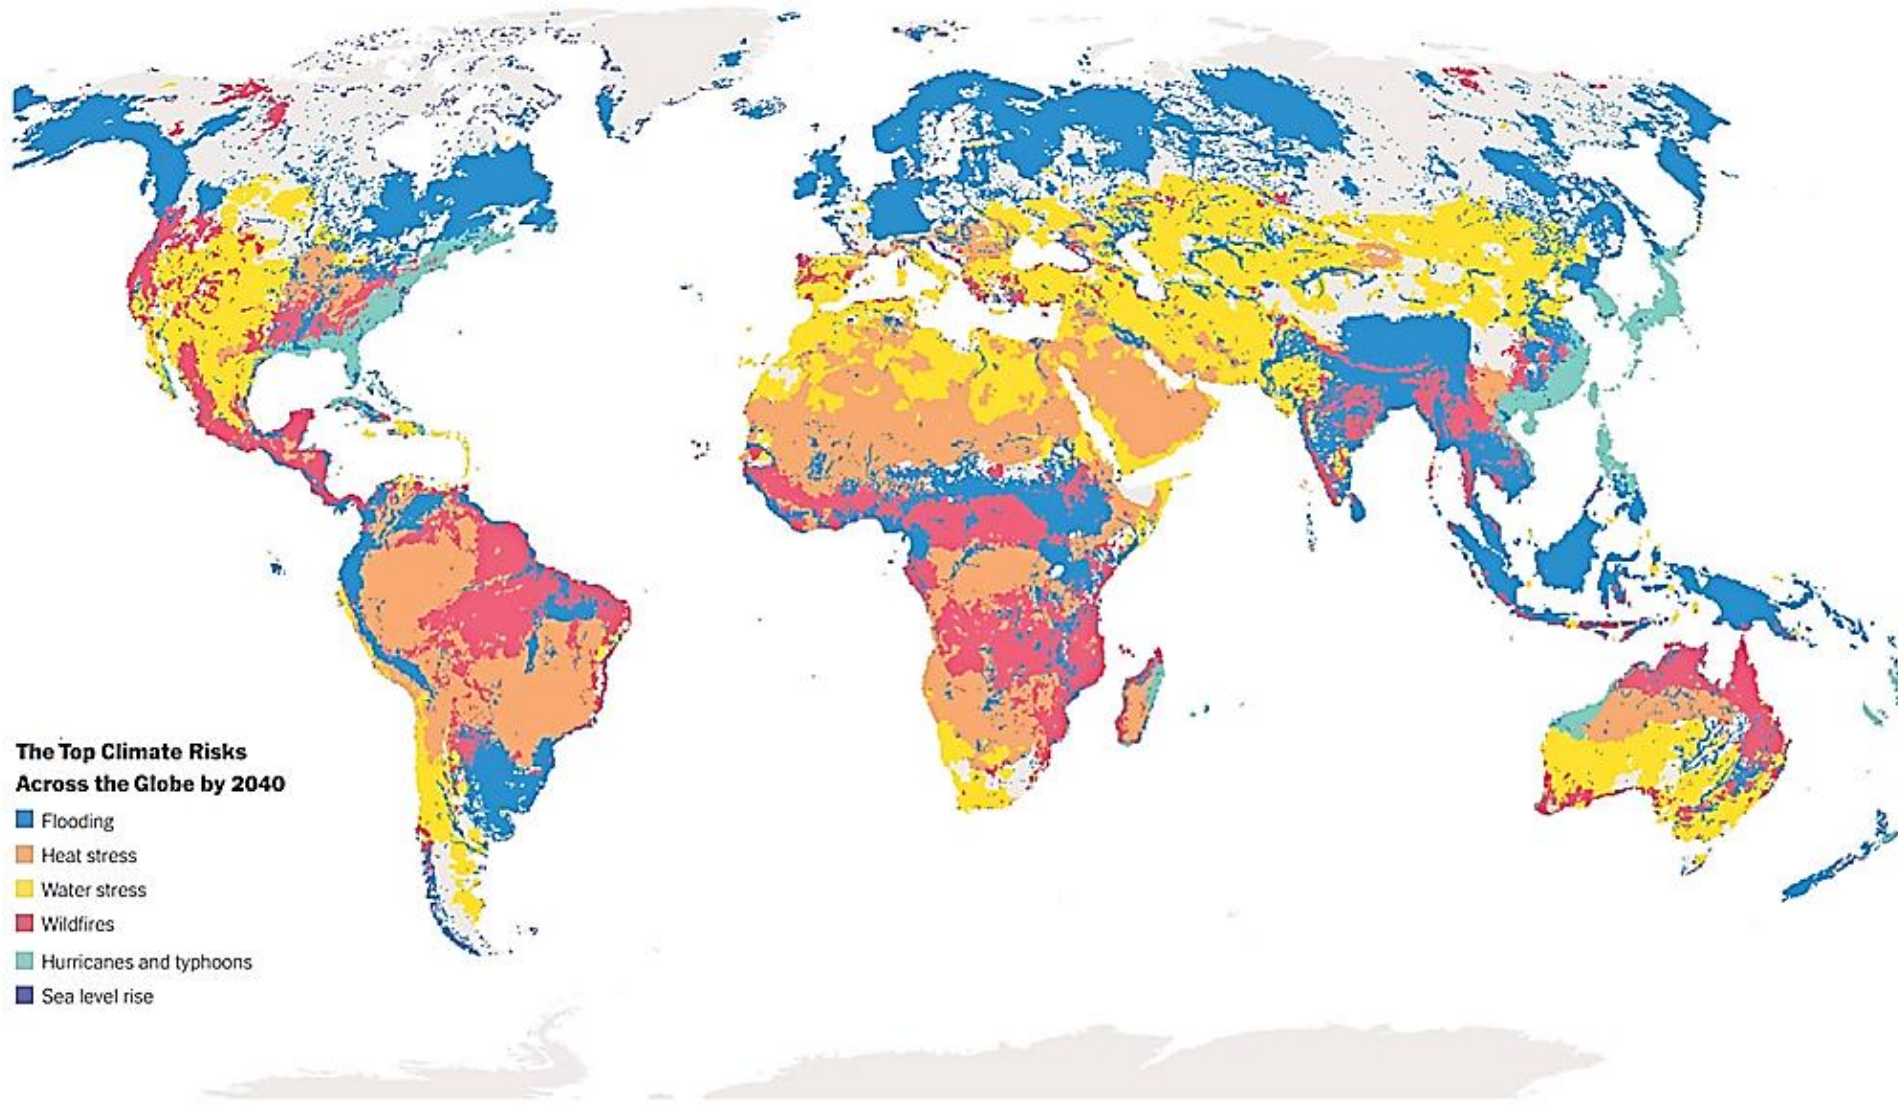 The Top Climate Risks
Across the Globe by 2040
Flooding
Heat stress
Water stress
Wildfires
Hurricanes and typhoons
Sea level rise